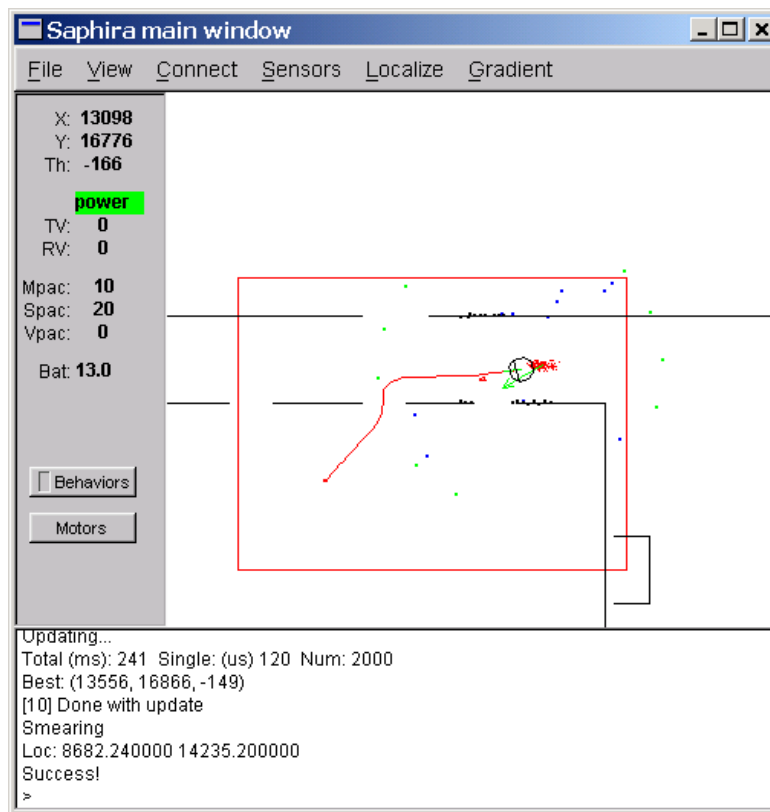 Saphira main window
File View Connect Sensors Localize Gradient
X: 13098
Y: 16776
Th: -166
power
TV: 0
RV: 0
Mpac: 10
Spac: 20
Vpac: 0
Bat: 13.0
Behaviors
Motors
Updating...
Total (ms): 241 Single: (us) 120 Num: 2000
Best: (13556, 16866, -149)
[10] Done with update
Smearing
Loc: 8682.240000 14235.200000
Success!
>